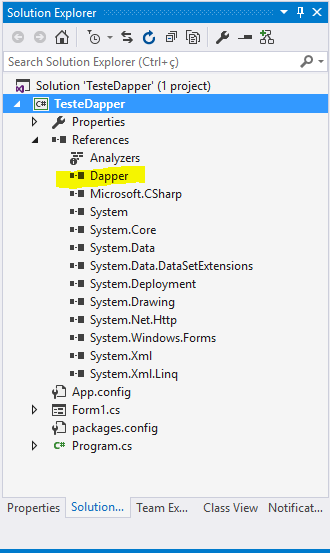 Solution Explorer
Search Solution Explorer (Ctrl+ç)
Solution 'TesteDapper' (1 project)
C# TesteDapper
Properties
References
Analyzers
Dapper
Microsoft.CSharp
System
System.Core
System.Data
System.Data.DataSetExtensions
System.Deployment
System.Drawing
System.Net.Http
System.Windows.Forms
System.Xml
System.Xml.Linq
App.config
Form1.cs
packages.config
C# Program.cs
Properties Solution... Team Ex... Class View Notificat...